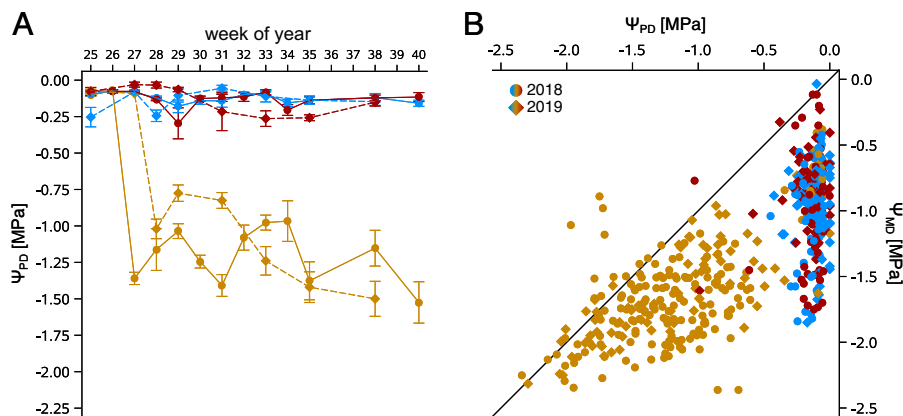 A
week of year
25 26 27 28 29 30 31 32 33 34 35 36 37 38 39 40
0.00
-0.25
-0.50
-0.75
-1.00
-1.25
-1.50
-1.75
-2.00
-2.25
Ψ_PD [MPa]
B
Ψ_PD [MPa]
-2.5 -2.0 -1.5 -1.0 -0.5 0.0
2018
2019
0.0
-0.5
-1.0
-1.5
-2.0
-2.5
Ψ_MD [MPa]